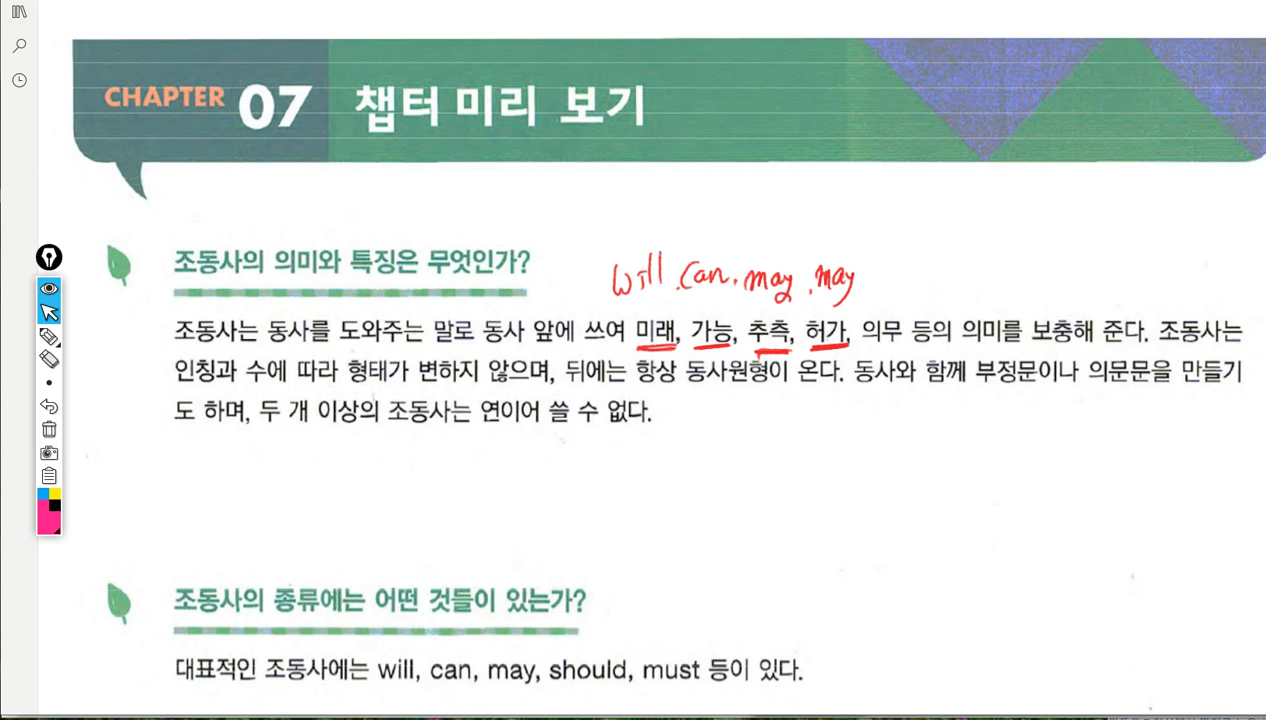 CHAPTER 07 챕터 미리 보기
조동사의 의미와 특징은 무엇인가?
will. can. may. may
조동사는 동사를 도와주는 말로 동사 앞에 쓰여 미래, 가능, 추측, 허가, 의무 등의 의미를 보충해 준다. 조동사는
인칭과 수에 따라 형태가 변하지 않으며, 뒤에는 항상 동사원형이 온다. 동사와 함께 부정문이나 의문문을 만들기
도 하며, 두 개 이상의 조동사는 연이어 쓸 수 없다.
조동사의 종류에는 어떤 것들이 있는가?
대표적인 조동사에는 will, can, may, should, must 등이 있다.